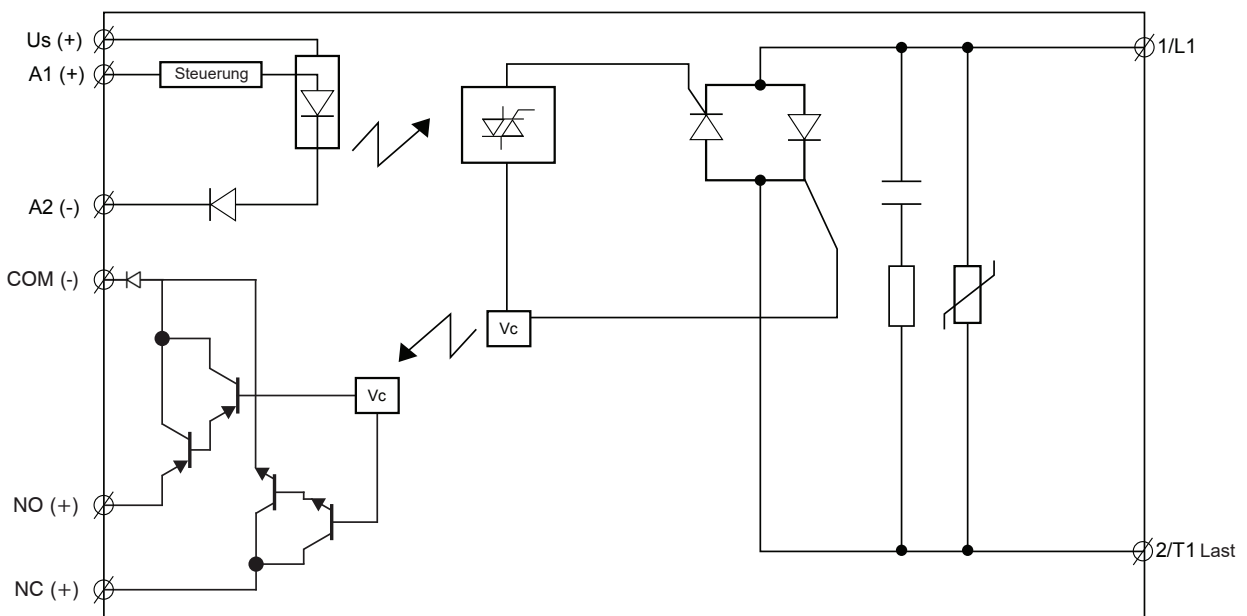 Us (+)
A1 (+)
Steuerung
A2 (-)
COM (-)
NO (+)
NC (+)
Vc
Vc
1/L1
2/T1 Last